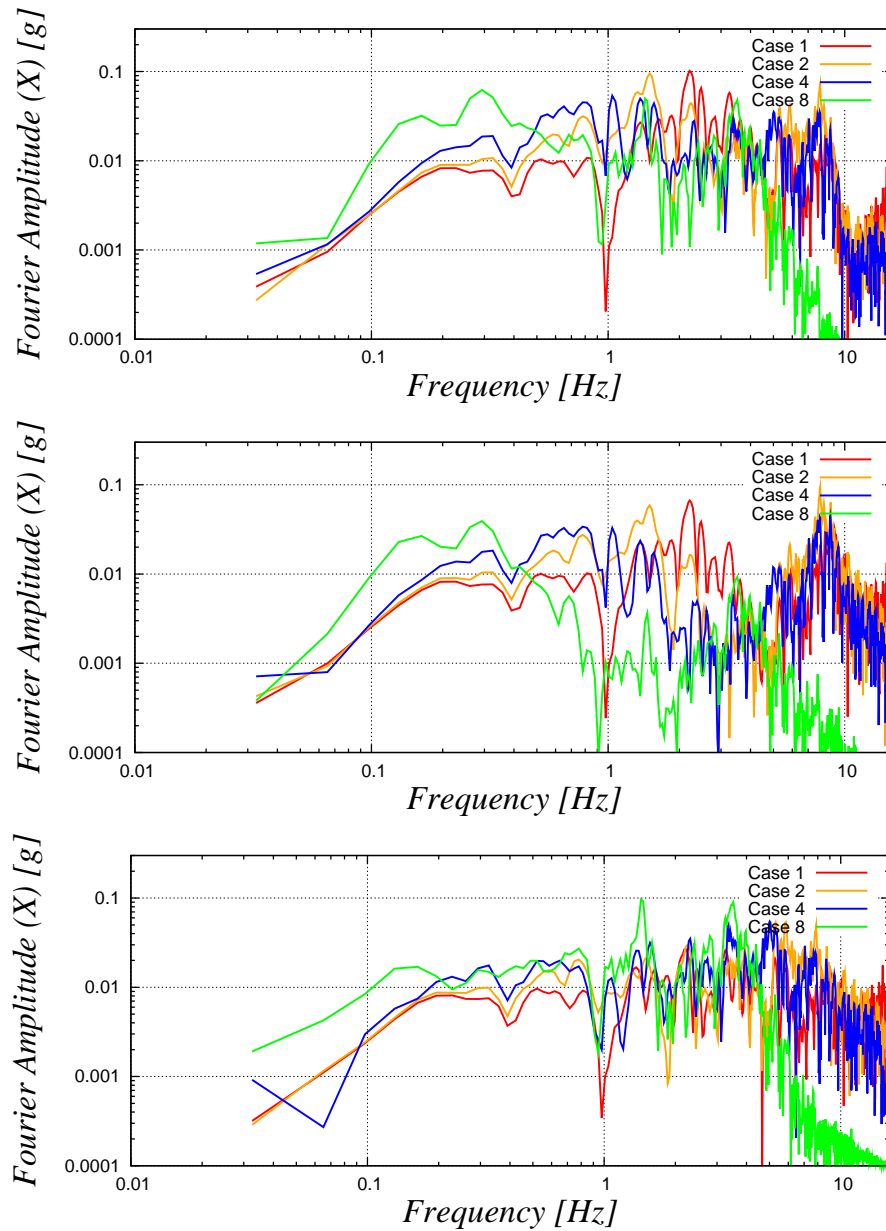 Fourier Amplitude (X) [g]
0.1
0.01
0.001
0.0001
0.01
0.1
1
10
Frequency [Hz]
Case 1
Case 2
Case 4
Case 8
Fourier Amplitude (X) [g]
0.1
0.01
0.001
0.0001
0.01
0.1
1
10
Frequency [Hz]
Case 1
Case 2
Case 4
Case 8
Fourier Amplitude (X) [g]
0.1
0.01
0.001
0.0001
0.01
0.1
1
10
Frequency [Hz]
Case 1
Case 2
Case 4
Case 8